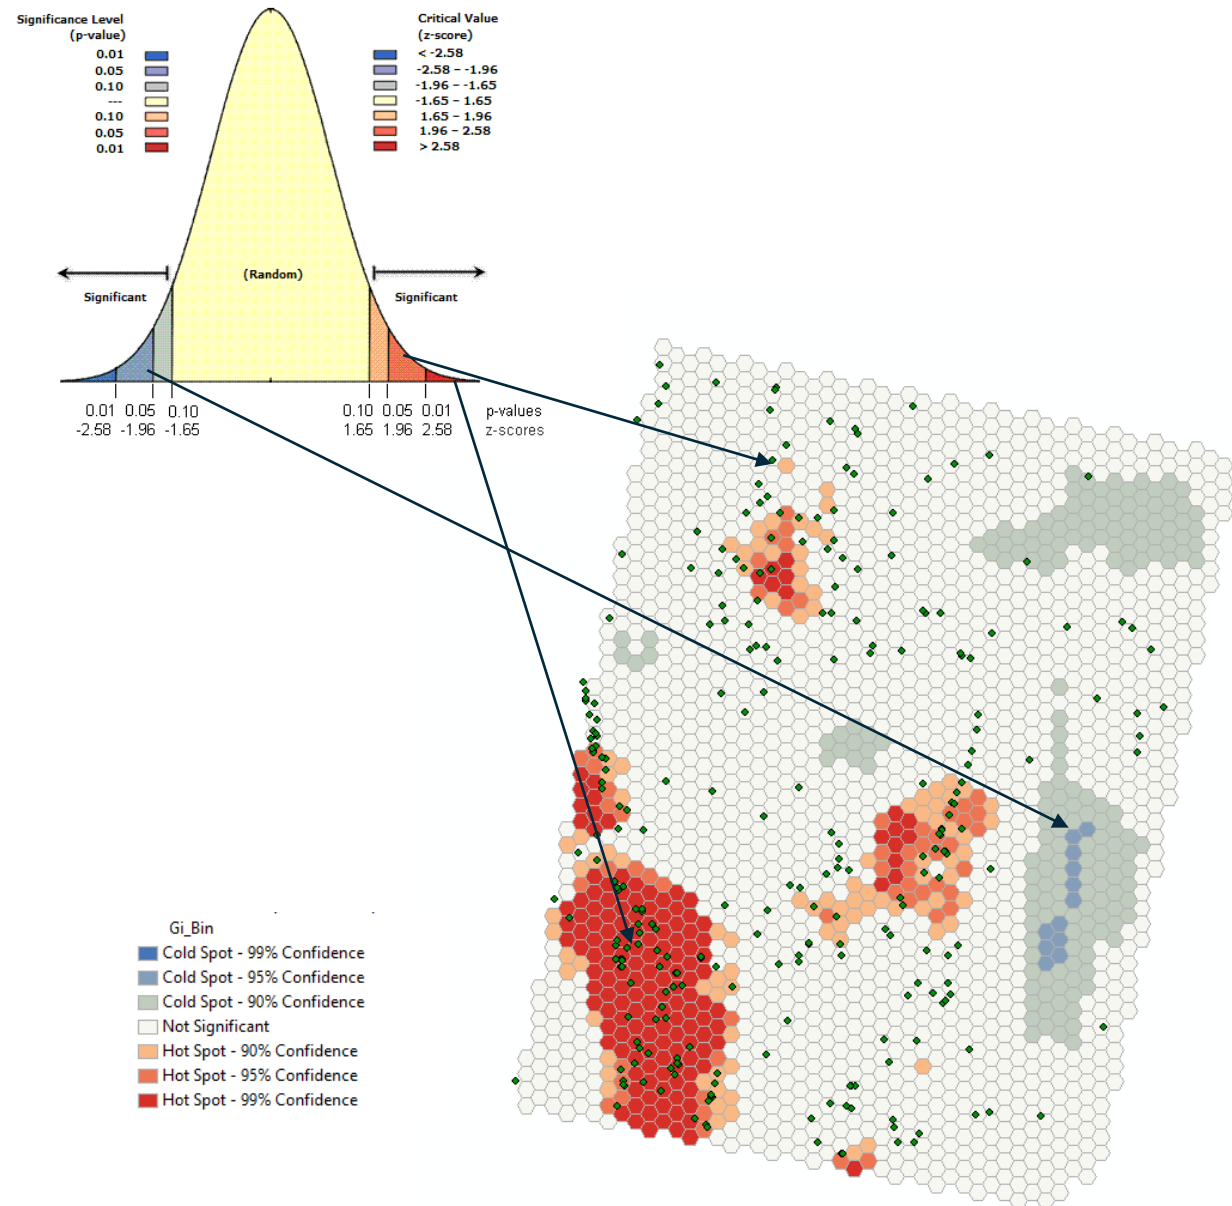 Significance Level
(p-value)
0.01
0.05
0.10
---
0.10
0.05
0.01
Critical Value
(z-score)
< -2.58
-2.58 - -1.96
-1.96 - -1.65
-1.65 - 1.65
1.65 - 1.96
1.96 - 2.58
> 2.58
(Random)
Significant
Significant
0.01 0.05 0.10 0.10 0.05 0.01 p-values
-2.58 -1.96 -1.65 1.65 1.96 2.58 z-scores
Gi_Bin
Cold Spot - 99% Confidence
Cold Spot - 95% Confidence
Cold Spot - 90% Confidence
Not Significant
Hot Spot - 90% Confidence
Hot Spot - 95% Confidence
Hot Spot - 99% Confidence